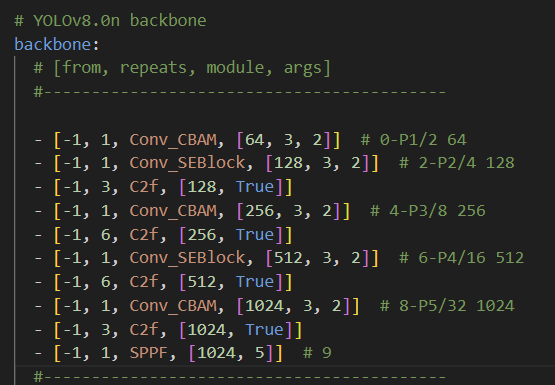 # YOLOv8.0n backbone
backbone:
# [from, repeats, module, args]
#------------------------------------------
- [-1, 1, Conv_CBAM, [64, 3, 2]]  # 0-P1/2 64
- [-1, 1, Conv_SEBlock, [128, 3, 2]]  # 2-P2/4 128
- [-1, 3, C2f, [128, True]]
- [-1, 1, Conv_CBAM, [256, 3, 2]]  # 4-P3/8 256
- [-1, 6, C2f, [256, True]]
- [-1, 1, Conv_SEBlock, [512, 3, 2]]  # 6-P4/16 512
- [-1, 6, C2f, [512, True]]
- [-1, 1, Conv_CBAM, [1024, 3, 2]]  # 8-P5/32 1024
- [-1, 3, C2f, [1024, True]]
- [-1, 1, SPPF, [1024, 5]]  # 9
#------------------------------------------